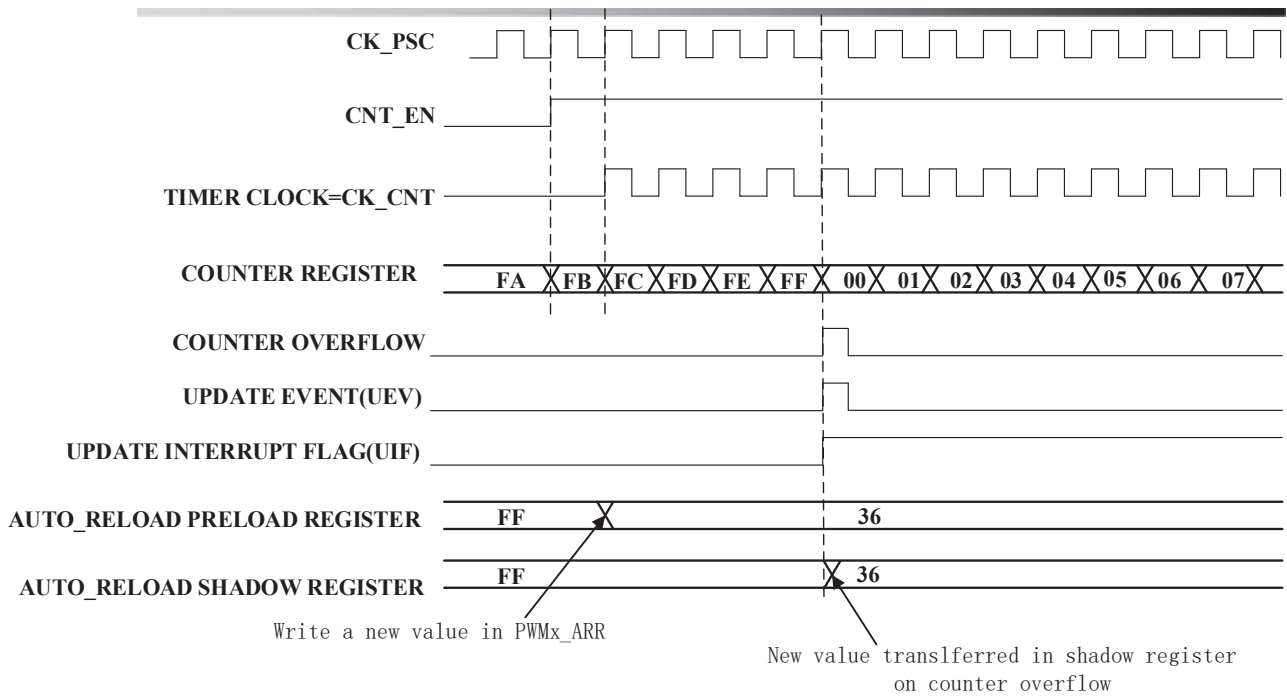 CK_PSC
CNT_EN
TIMER CLOCK=CK_CNT
COUNTER REGISTER FA FB FC FD FE FF 00 01 02 03 04 05 06 07
COUNTER OVERFLOW
UPDATE EVENT(UEV)
UPDATE INTERRUPT FLAG(UIF)
AUTO_RELOAD PRELOAD REGISTER FF 36
AUTO_RELOAD SHADOW REGISTER FF 36
Write a new value in PWMx_ARR
New value translferred in shadow register
on counter overflow